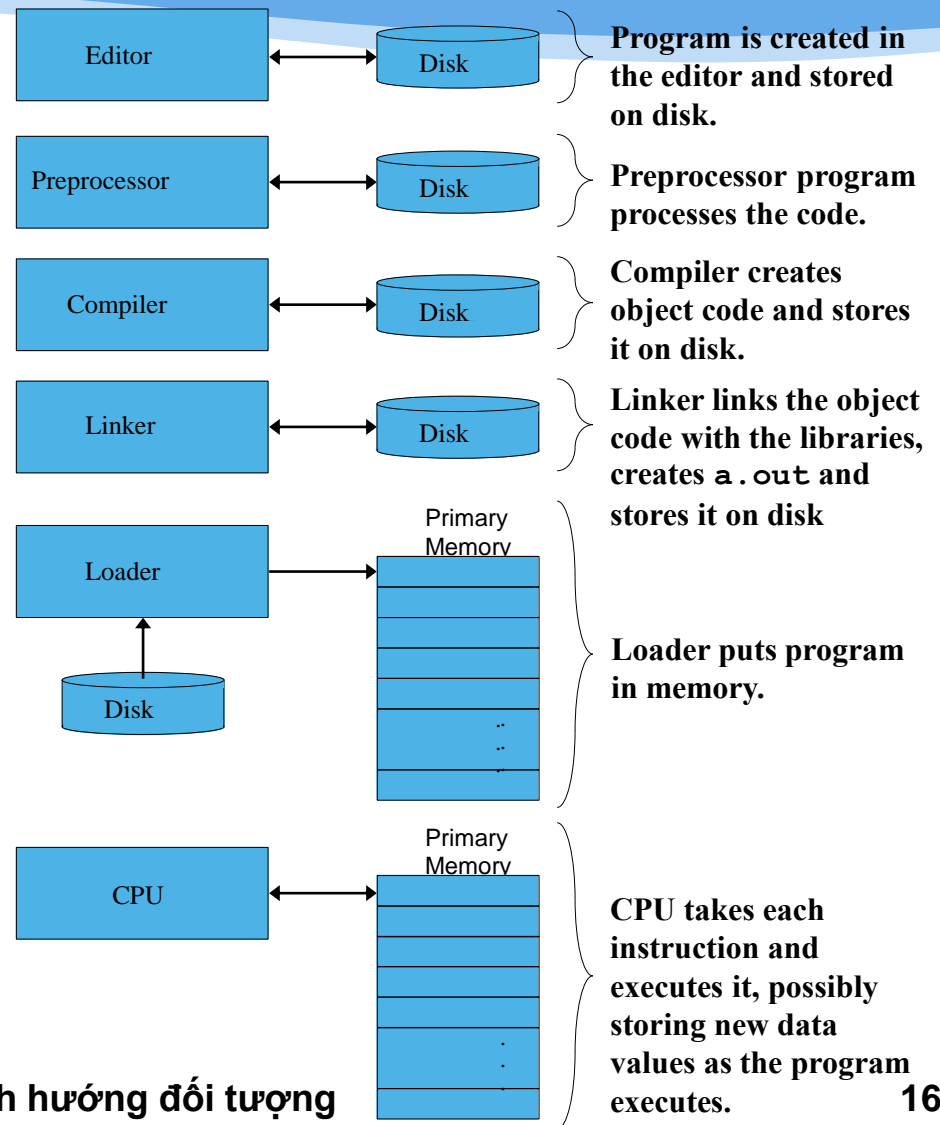 Editor
Disk
Program is created in
the editor and stored
on disk.
Preprocessor
Disk
Preprocessor program
processes the code.
Compiler
Disk
Compiler creates
object code and stores
it on disk.
Linker
Disk
Linker links the object
code with the libraries,
creates a.out and
stores it on disk
Loader
Disk
Primary
Memory
Loader puts program
in memory.
CPU
Primary
Memory
CPU takes each
instruction and
executes it, possibly
storing new data
values as the program
executes.
hướng đối tượng
16